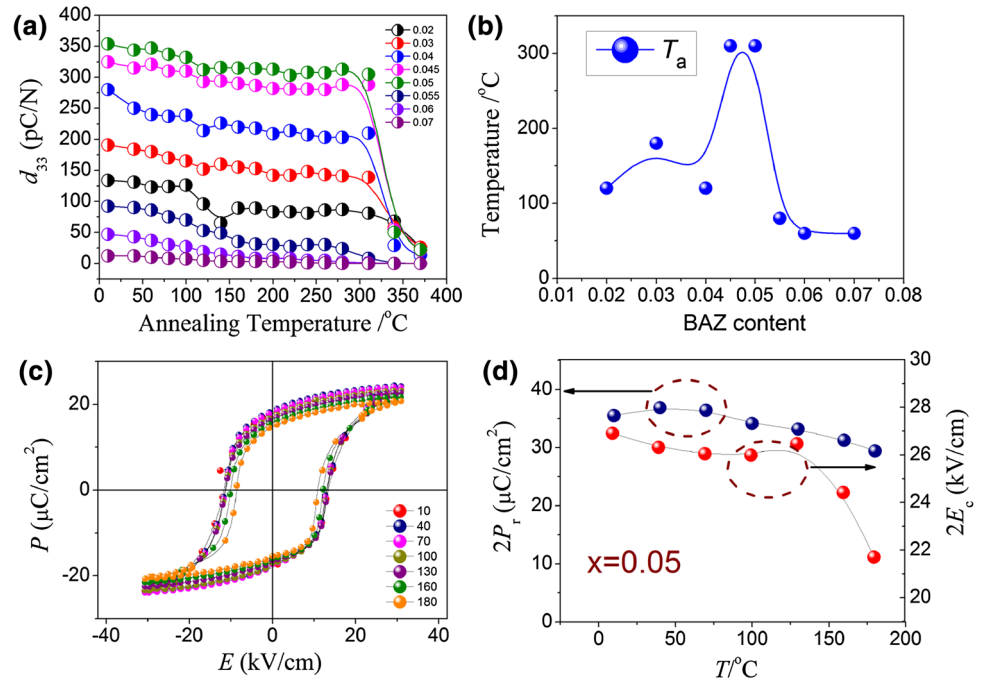 (a)
400
350
300
250
200
150
100
50
0
d33 (pC/N)
0.02
0.03
0.04
0.045
0.05
0.055
0.06
0.07
0 50 100 150 200 250 300 350 400
Annealing Temperature /°C
(b)
300
200
100
0
Temperature /°C
Ta
0.01 0.02 0.03 0.04 0.05 0.06 0.07 0.08
BAZ content
(c)
20
0
-20
P (μC/cm2)
10
40
70
100
130
160
180
-40 -20 0 20 40
E (kV/cm)
(d)
40
30
20
10
0
2Pr (μC/cm2)
x=0.05
30
28
26
24
22
20
2Ec (kV/cm)
0 50 100 150 200
T/°C